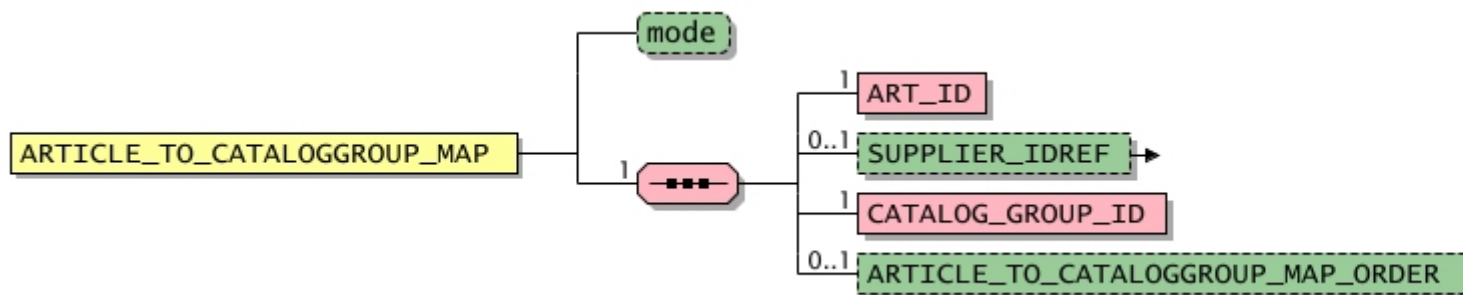 mode
1
ART_ID
0..1
SUPPLIER_IDREF
ARTICLE_TO_CATALOGGROUP_MAP
1
1
CATALOG_GROUP_ID
0..1
ARTICLE_TO_CATALOGGROUP_MAP_ORDER